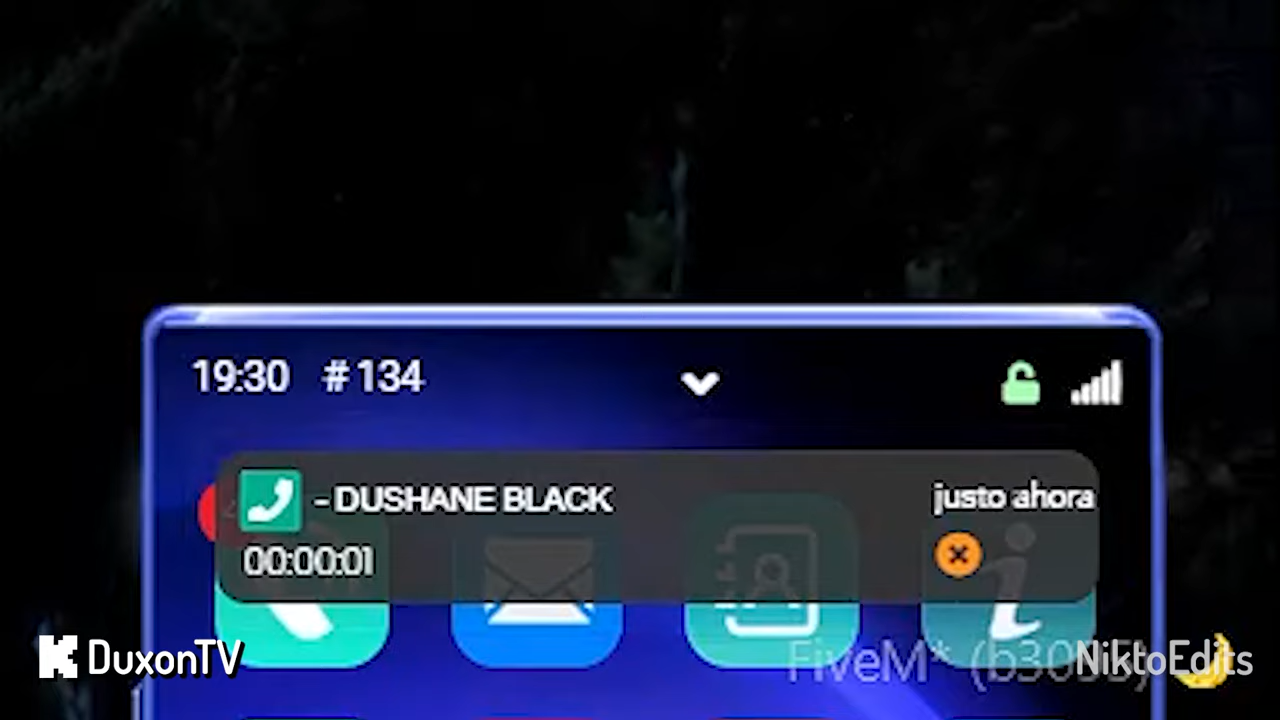 19:30 # 134
- DUSHANE BLACK justo ahora
00:00:01
DuxonTV
FiveM*
NiktoEdits